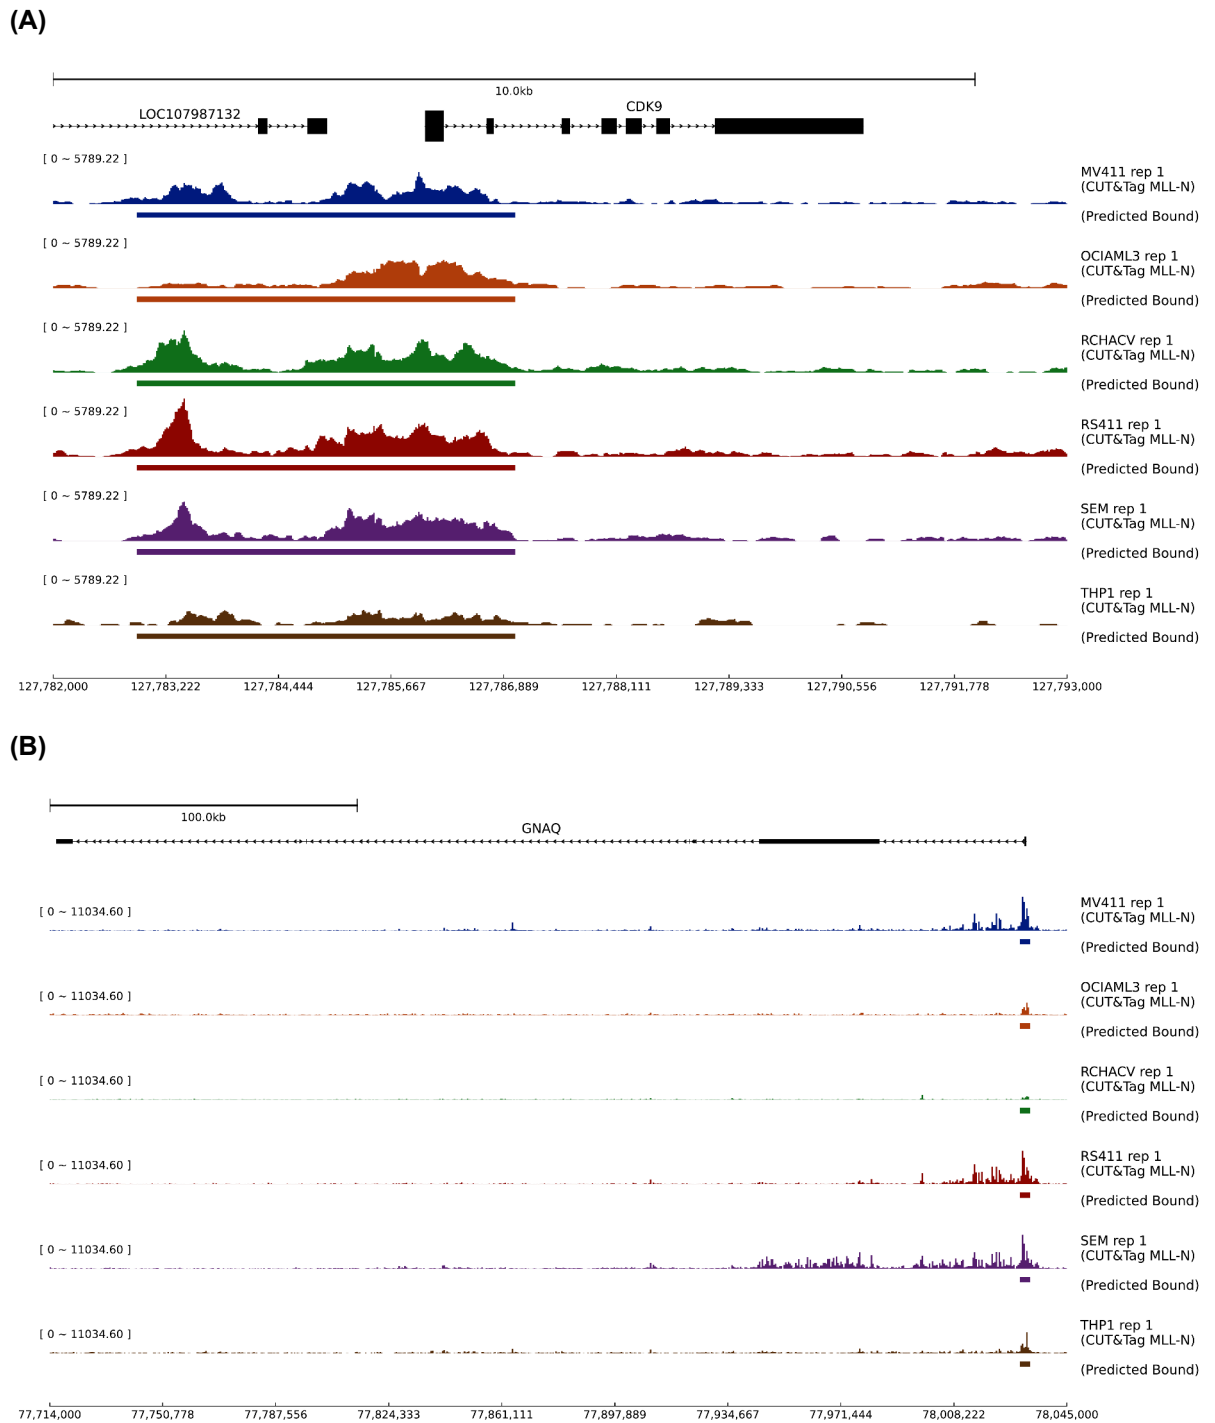 (A)
10.0kb
LOC107987132
CDK9
[ 0 ~ 5789.22 ]
MV411 rep 1
(CUT&Tag MLL-N)
(Predicted Bound)
[ 0 ~ 5789.22 ]
OCIAML3 rep 1
(CUT&Tag MLL-N)
(Predicted Bound)
[ 0 ~ 5789.22 ]
RCHACV rep 1
(CUT&Tag MLL-N)
(Predicted Bound)
[ 0 ~ 5789.22 ]
RS411 rep 1
(CUT&Tag MLL-N)
(Predicted Bound)
[ 0 ~ 5789.22 ]
SEM rep 1
(CUT&Tag MLL-N)
(Predicted Bound)
[ 0 ~ 5789.22 ]
THP1 rep 1
(CUT&Tag MLL-N)
(Predicted Bound)
127,782,000 127,783,222 127,784,444 127,785,667 127,786,889 127,788,111 127,789,333 127,790,556 127,791,778 127,793,000
(B)
100.0kb
GNAQ
[ 0 ~ 11034.60 ]
MV411 rep 1
(CUT&Tag MLL-N)
(Predicted Bound)
[ 0 ~ 11034.60 ]
OCIAML3 rep 1
(CUT&Tag MLL-N)
(Predicted Bound)
[ 0 ~ 11034.60 ]
RCHACV rep 1
(CUT&Tag MLL-N)
(Predicted Bound)
[ 0 ~ 11034.60 ]
RS411 rep 1
(CUT&Tag MLL-N)
(Predicted Bound)
[ 0 ~ 11034.60 ]
SEM rep 1
(CUT&Tag MLL-N)
(Predicted Bound)
[ 0 ~ 11034.60 ]
THP1 rep 1
(CUT&Tag MLL-N)
(Predicted Bound)
77,714,000 77,750,778 77,787,556 77,824,333 77,861,111 77,897,889 77,934,667 77,971,444 78,008,222 78,045,000